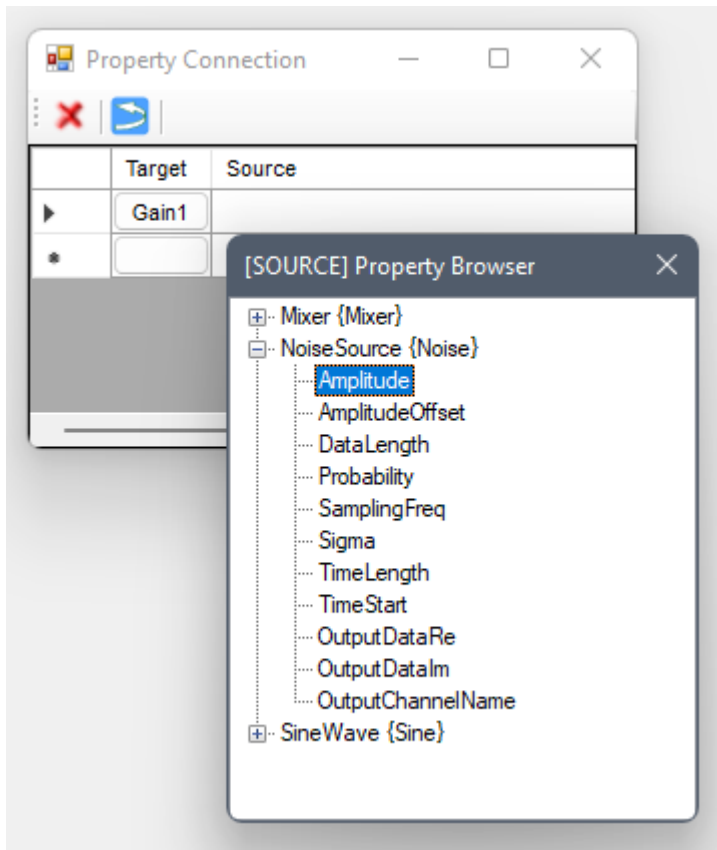 Property Connection
Target Source
Gain1
[SOURCE] Property Browser
Mixer {Mixer}
NoiseSource {Noise}
Amplitude
AmplitudeOffset
DataLength
Probability
SamplingFreq
Sigma
TimeLength
TimeStart
OutputDataRe
OutputDataIm
OutputChannelName
SineWave {Sine}